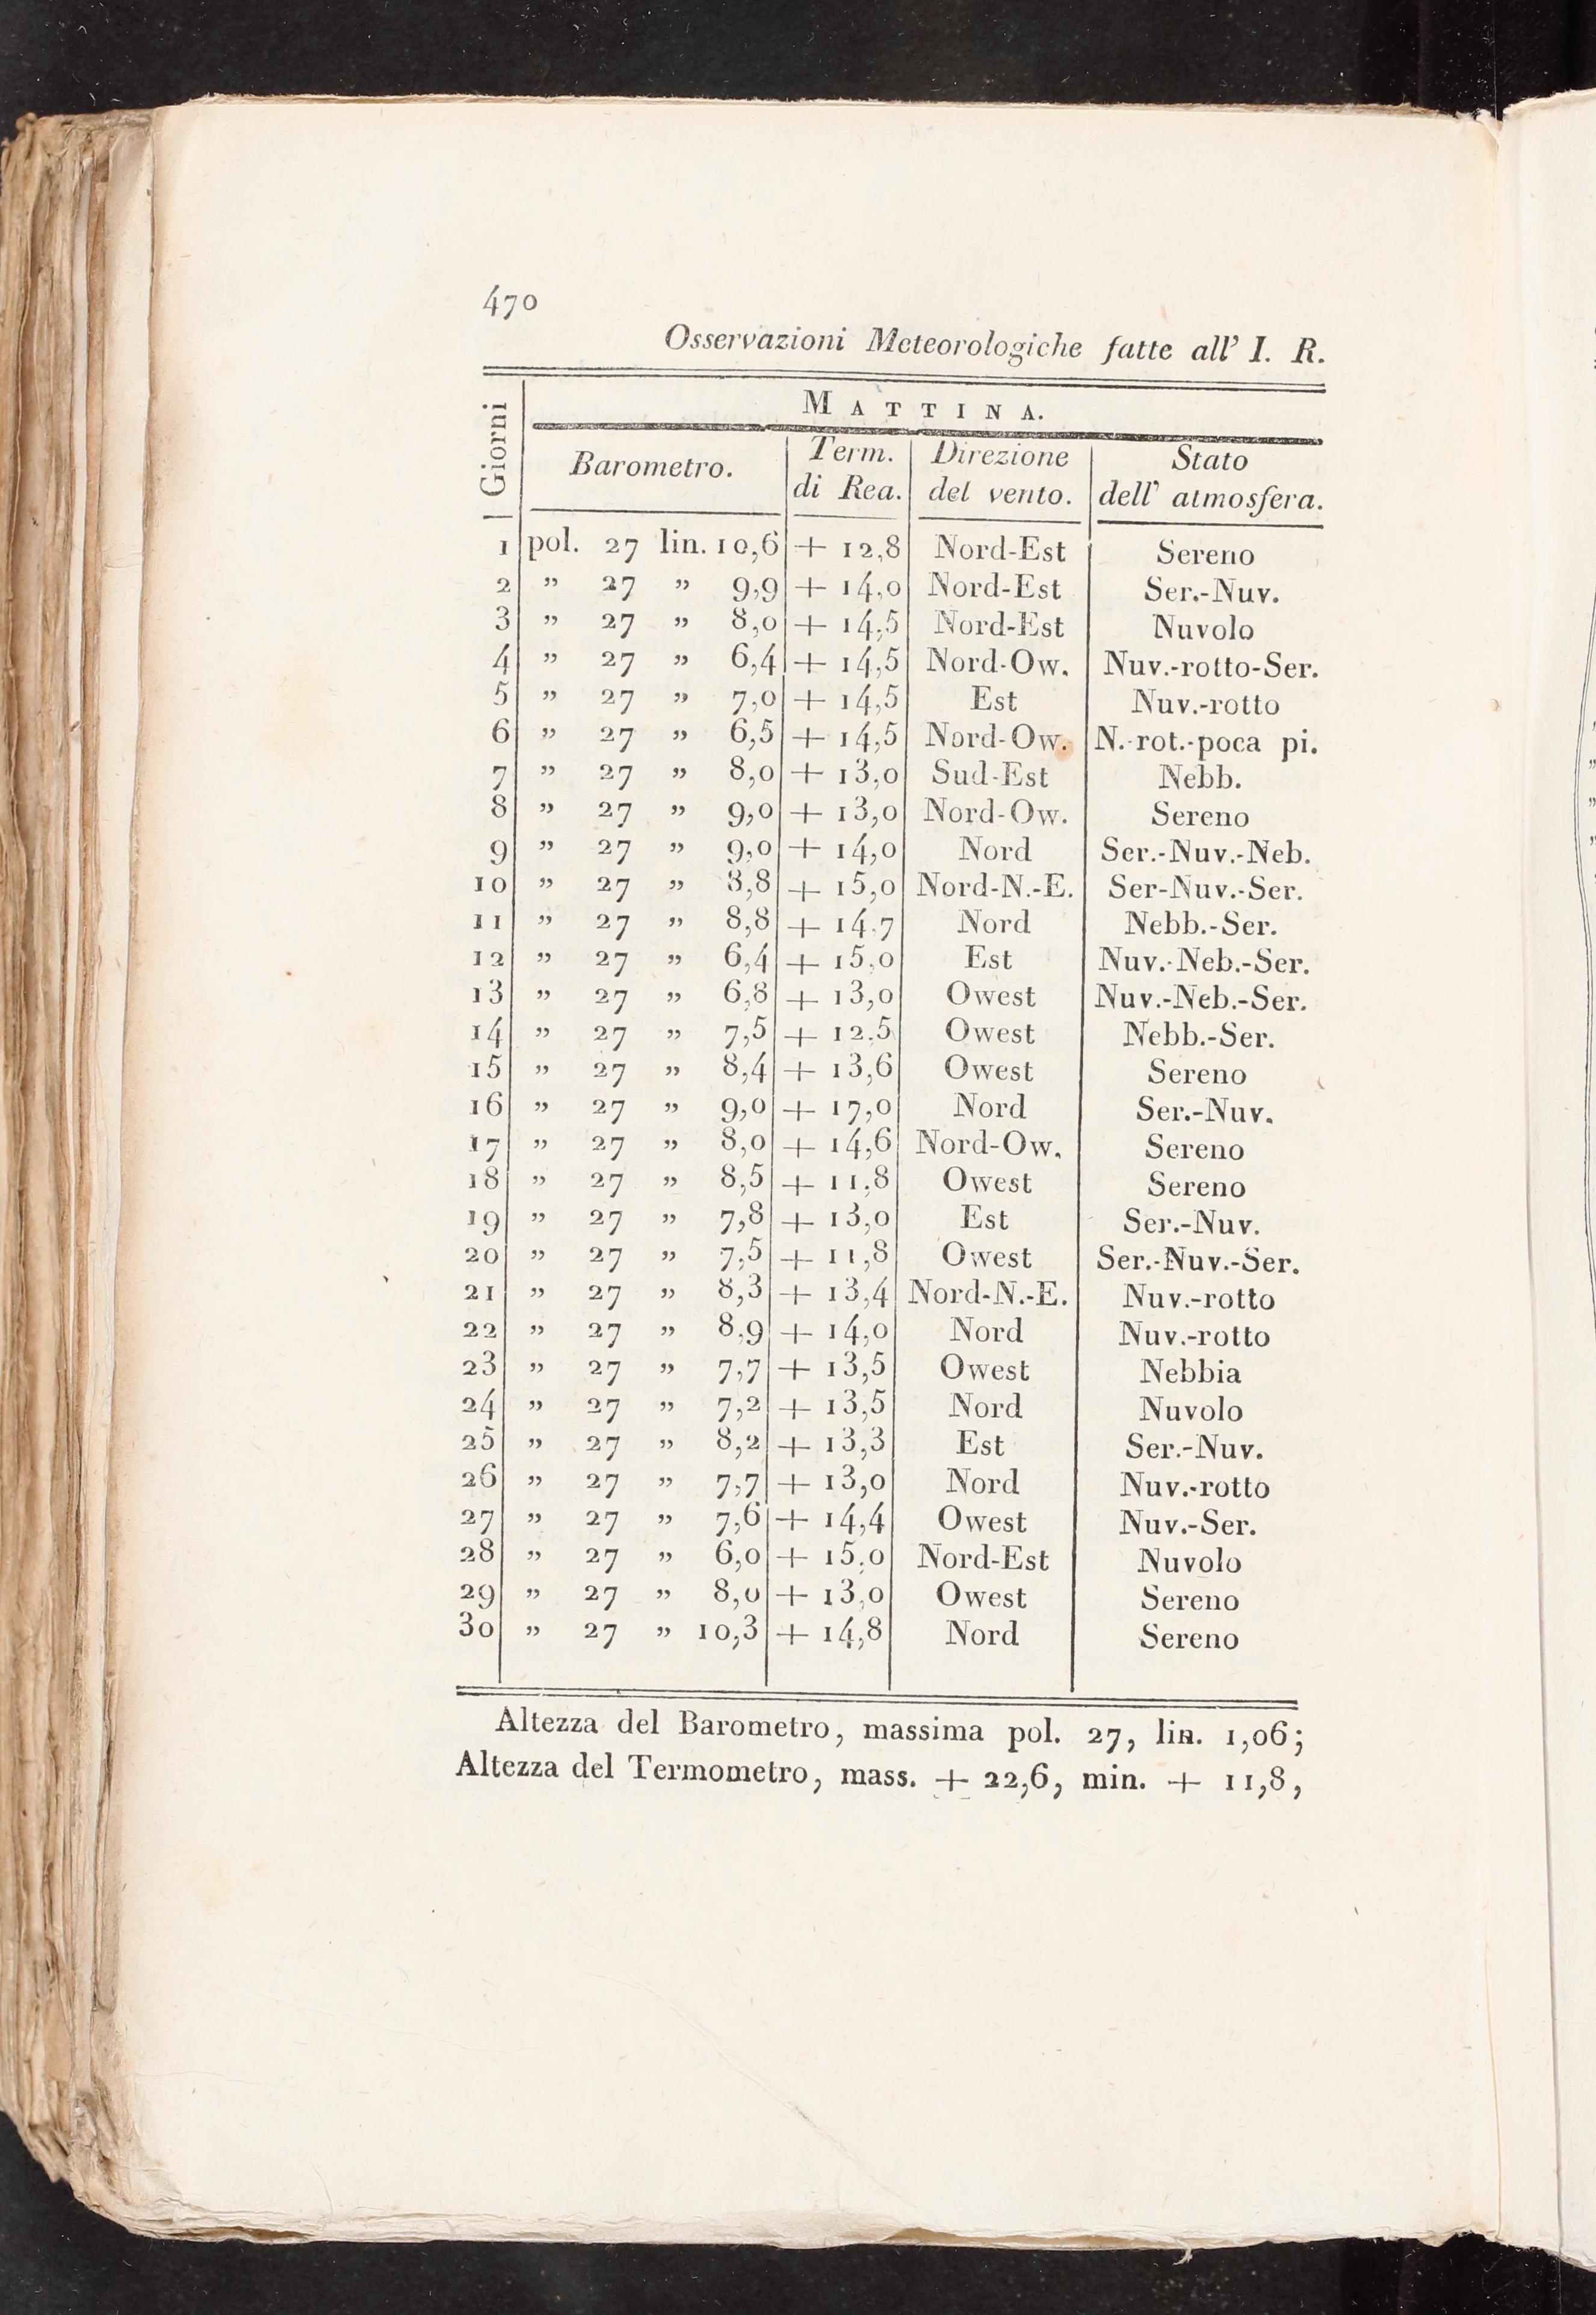 470
Osservazioni Meteorologiche fatte all' I. R.
Giorni
MATTINA.
Barometro. Term. di Rea. Direzione del vento. Stato dell' atmosfera.
1 pol. 27 lin. 10,6 + 12,8 Nord-Est Sereno
2 ” 27 ” 9,9 + 14,0 Nord-Est Ser.-Nuv.
3 ” 27 ” 8,0 + 14,5 Nord-Est Nuvolo
4 ” 27 ” 6,4 + 14,5 Nord-Ow. Nuv.-rotto-Ser.
5 ” 27 ” 7,0 + 14,5 Est Nuv.-rotto
6 ” 27 ” 6,5 + 14,5 Nord-Ow. N.-rot.-poca pi.
7 ” 27 ” 8,0 + 13,0 Sud-Est Nebb.
8 ” 27 ” 9,0 + 13,0 Nord-Ow. Sereno
9 ” 27 ” 9,0 + 14,0 Nord Ser.-Nuv.-Neb.
10 ” 27 ” 8,8 + 15,0 Nord-N.-E. Ser-Nuv.-Ser.
11 ” 27 ” 8,8 + 14,7 Nord Nebb.-Ser.
12 ” 27 ” 6,4 + 15,0 Est Nuv.-Neb.-Ser.
13 ” 27 ” 6,8 + 13,0 Owest Nuv.-Neb.-Ser.
14 ” 27 ” 7,5 + 12,5 Owest Nebb.-Ser.
15 ” 27 ” 8,4 + 13,6 Owest Sereno
16 ” 27 ” 9,0 + 17,0 Nord Ser.-Nuv.
17 ” 27 ” 8,0 + 14,6 Nord-Ow. Sereno
18 ” 27 ” 8,5 + 11,8 Owest Sereno
19 ” 27 ” 7,8 + 13,0 Est Ser.-Nuv.
20 ” 27 ” 7,5 + 11,8 Owest Ser.-Nuv.-Ser.
21 ” 27 ” 8,3 + 13,4 Nord-N.-E. Nuv.-rotto
22 ” 27 ” 8,9 + 14,0 Nord Nuv.-rotto
23 ” 27 ” 7,7 + 13,5 Owest Nebbia
24 ” 27 ” 7,2 + 13,5 Nord Nuvolo
25 ” 27 ” 8,2 + 13,3 Est Ser.-Nuv.
26 ” 27 ” 7,7 + 13,0 Nord Nuv.-rotto
27 ” 27 ” 7,6 + 14,4 Owest Nuv.-Ser.
28 ” 27 ” 6,0 + 15,0 Nord-Est Nuvolo
29 ” 27 ” 8,0 + 13,0 Owest Sereno
30 ” 27 ” 10,3 + 14,8 Nord Sereno
Altezza del Barometro, massima pol. 27, lin. 1,06;
Altezza del Termometro, mass. + 22,6, min. + 11,8,